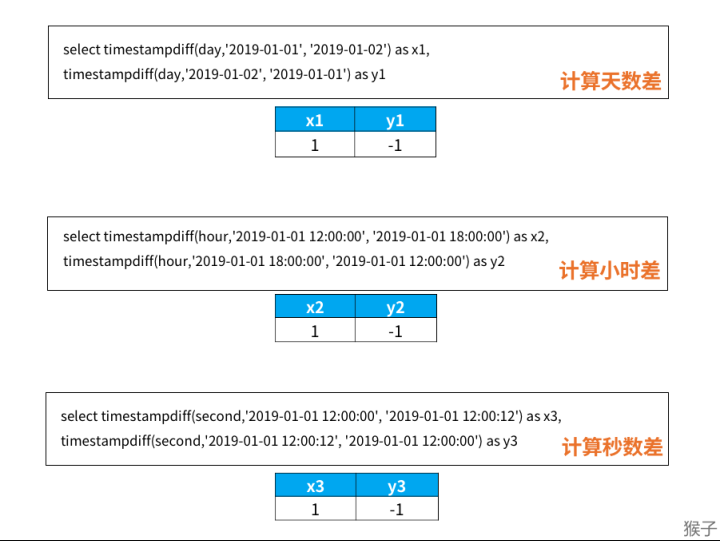 select timestampdiff(day,'2019-01-01', '2019-01-02') as x1,
timestampdiff(day,'2019-01-02', '2019-01-01') as y1
计算天数差
x1 y1
1 -1
select timestampdiff(hour,'2019-01-01 12:00:00', '2019-01-01 18:00:00') as x2,
timestampdiff(hour,'2019-01-01 18:00:00', '2019-01-01 12:00:00') as y2
计算小时差
x2 y2
1 -1
select timestampdiff(second,'2019-01-01 12:00:00', '2019-01-01 12:00:12') as x3,
timestampdiff(second,'2019-01-01 12:00:12', '2019-01-01 12:00:00') as y3
计算秒数差
x3 y3
1 -1
猴子